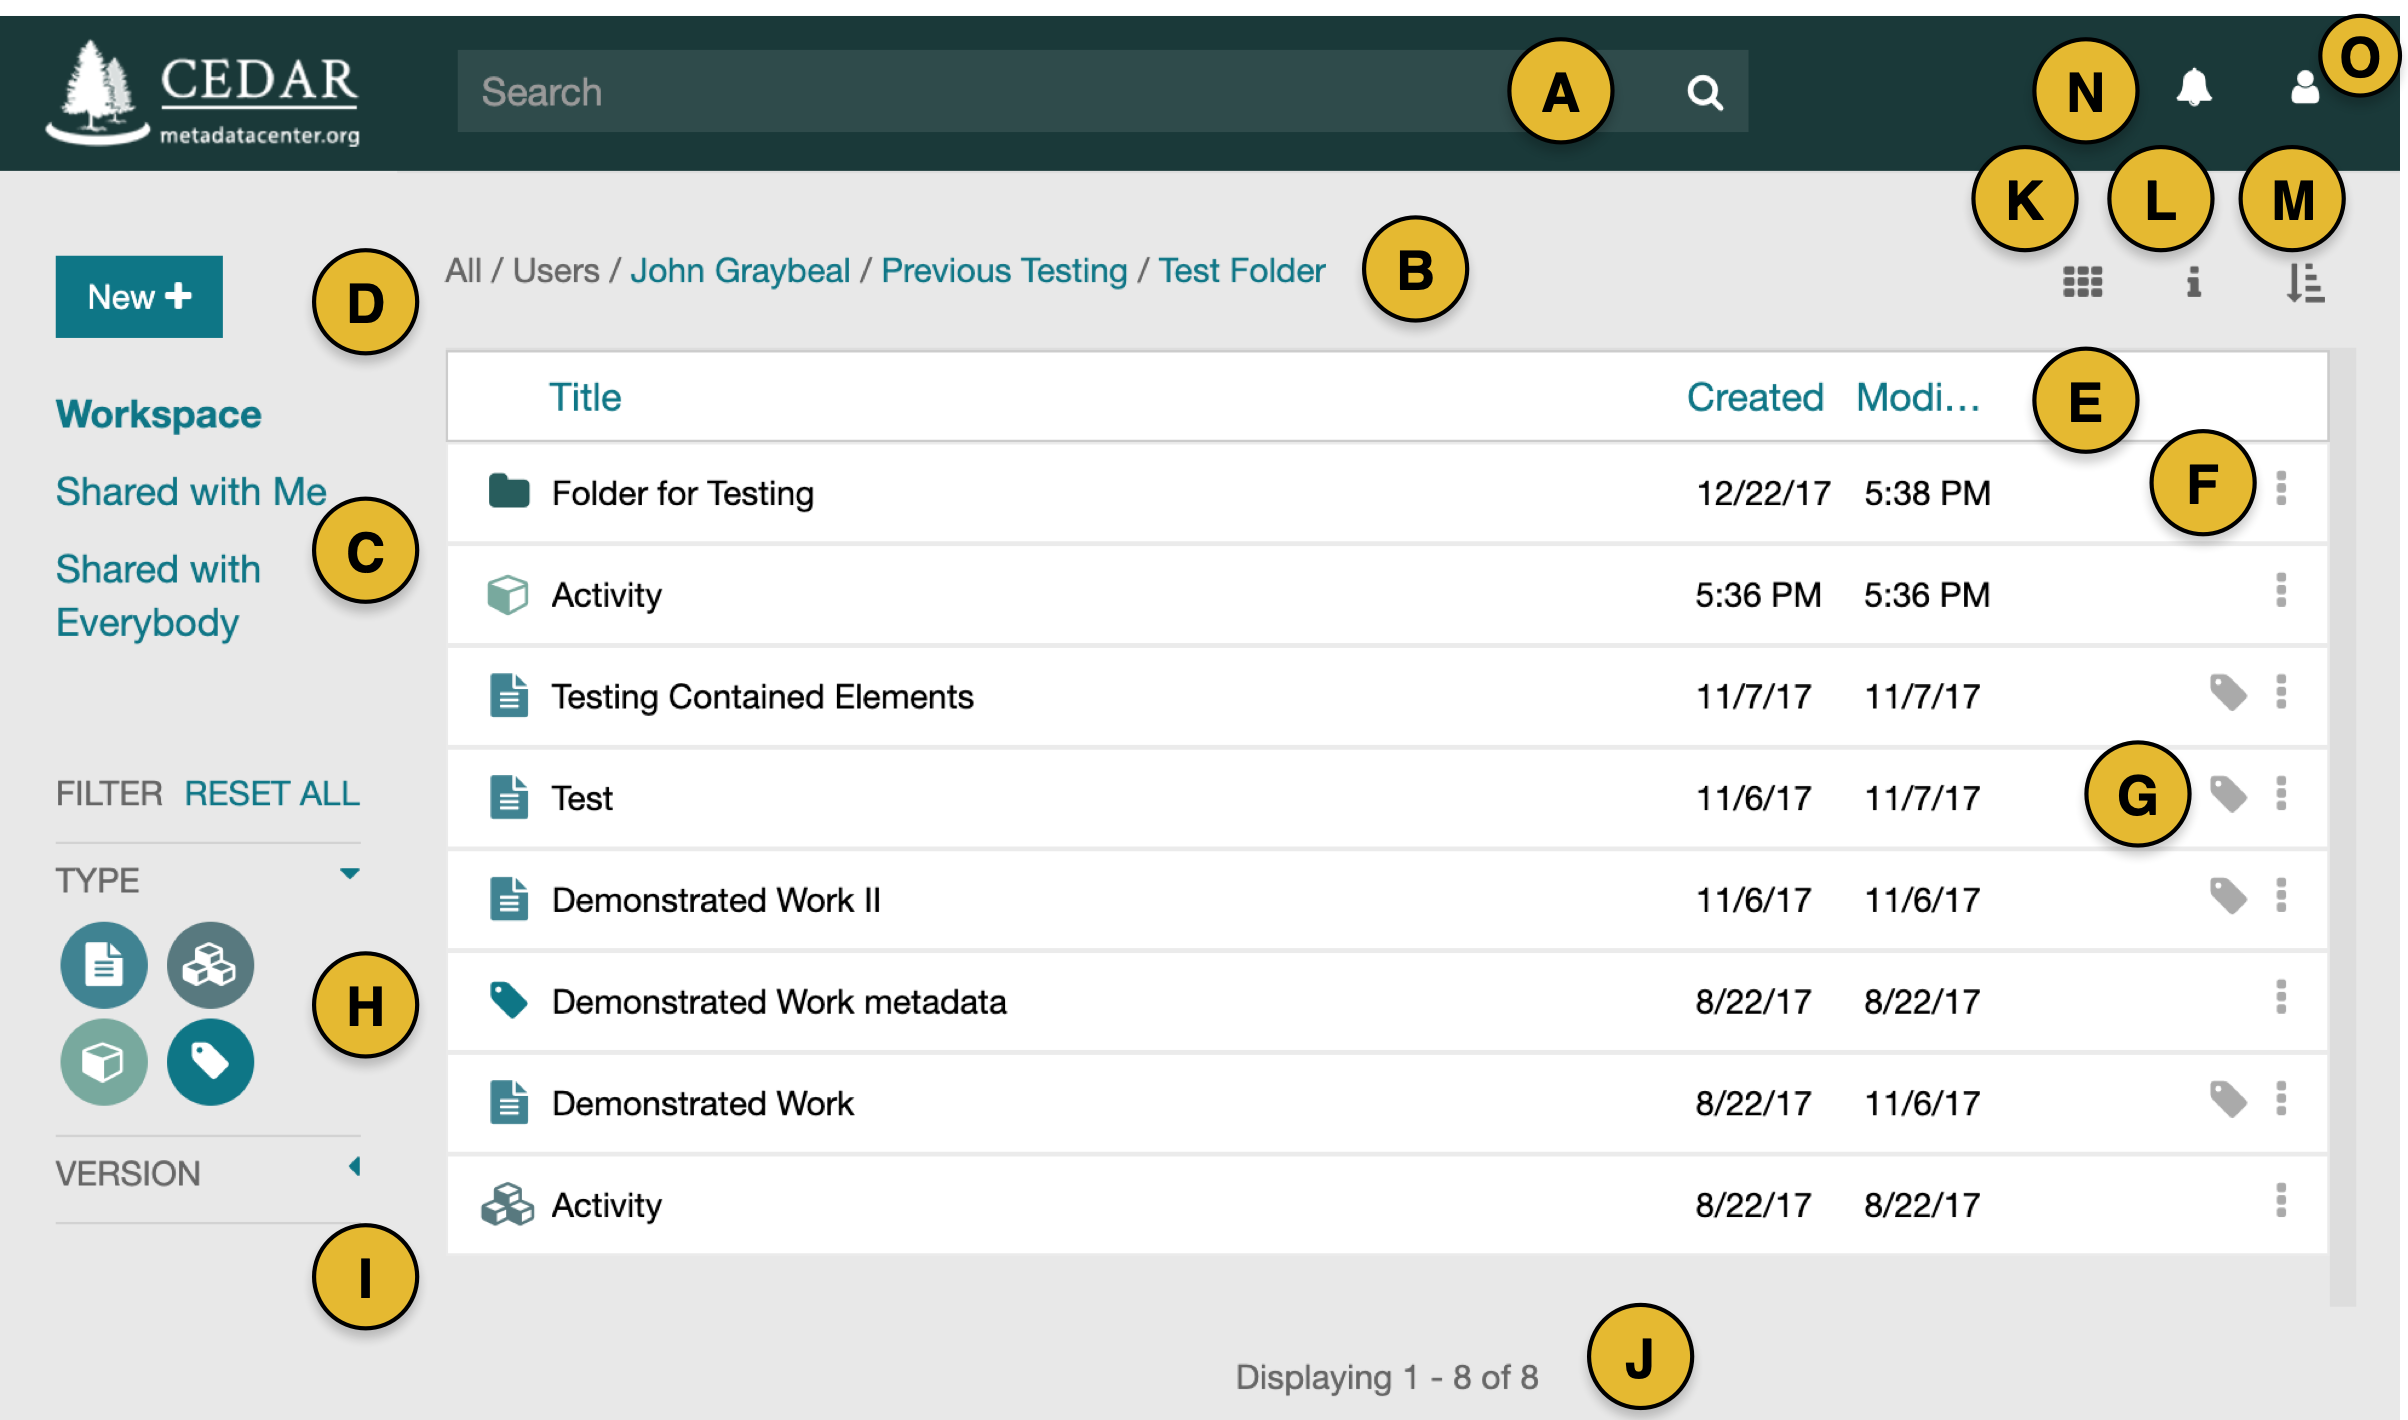 CEDAR
metadatacenter.org
Search
A
N
O
K
L
M
New
D
All / Users / John Graybeal / Previous Testing / Test Folder
B
Workspace
Shared with Me
Shared with
Everybody
C
Title Created Modi...
E
Folder for Testing 12/22/17 5:38 PM
F
Activity 5:36 PM 5:36 PM
Testing Contained Elements 11/7/17 11/7/17
Test 11/6/17 11/7/17
G
Demonstrated Work II 11/6/17 11/6/17
Demonstrated Work metadata 8/22/17 8/22/17
Demonstrated Work 8/22/17 11/6/17
Activity 8/22/17 8/22/17
FILTER RESET ALL
TYPE
H
VERSION
I
Displaying 1 - 8 of 8
J